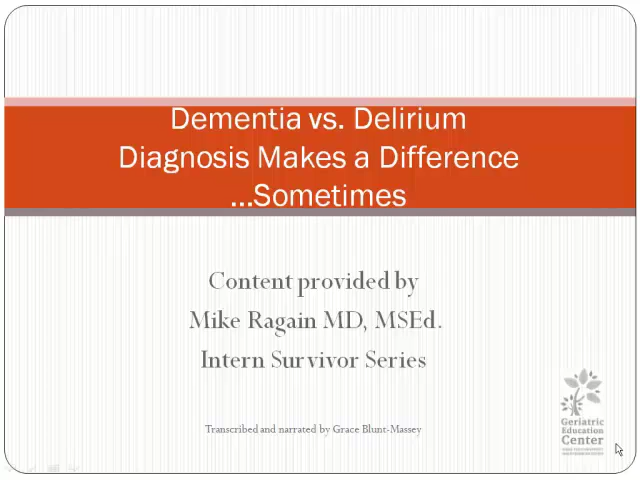 Dementia vs. Delirium
Diagnosis Makes a Difference
...Sometimes
Content provided by
Mike Ragain MD, MSEd.
Intern Survivor Series
Transcribed and narrated by Grace Blunt-Massey
Geriatric
Education
Center